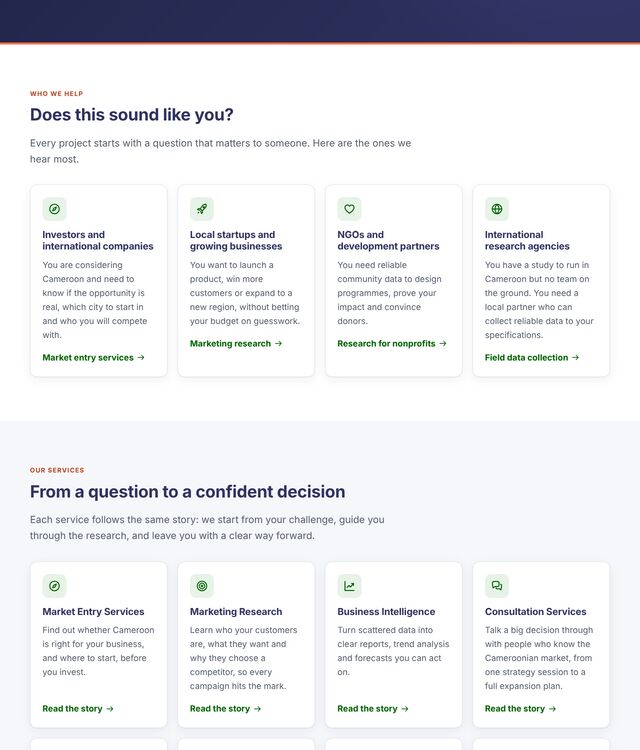 WHO WE HELP
Does this sound like you?
Every project starts with a question that matters to someone. Here are the ones we
hear most.
Investors and
international companies
You are considering
Cameroon and need to
know if the opportunity is
real, which city to start in
and who you will compete
with.
Market entry services →
Local startups and
growing businesses
You want to launch a
product, win more
customers or expand to a
new region, without betting
your budget on guesswork.
Marketing research →
NGOs and
development partners
You need reliable
community data to design
programmes, prove your
impact and convince
donors.
Research for nonprofits →
International
research agencies
You have a study to run in
Cameroon but no team on
the ground. You need a
local partner who can
collect reliable data to your
specifications.
Field data collection →
OUR SERVICES
From a question to a confident decision
Each service follows the same story: we start from your challenge, guide you
through the research, and leave you with a clear way forward.
Market Entry Services
Find out whether Cameroon
is right for your business,
and where to start, before
you invest.
Read the story →
Marketing Research
Learn who your customers
are, what they want and
why they choose a
competitor, so every
campaign hits the mark.
Read the story →
Business Intelligence
Turn scattered data into
clear reports, trend analysis
and forecasts you can act
on.
Read the story →
Consultation Services
Talk a big decision through
with people who know the
Cameroonian market, from
one strategy session to a
full expansion plan.
Read the story →